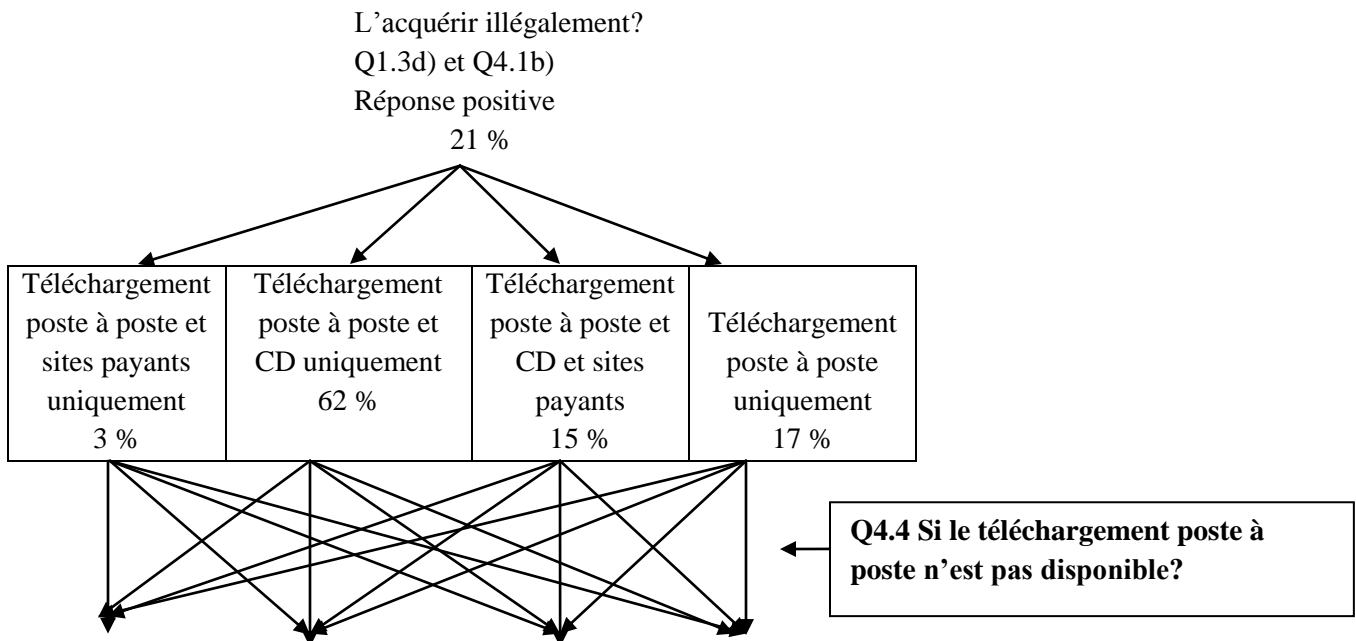 L'acquérir illégalement?
Q1.3d) et Q4.1b)
Réponse positive
21 %
Téléchargement
poste à poste et
sites payants
uniquement
3 %
Téléchargement
poste à poste et
CD uniquement
62 %
Téléchargement
poste à poste et
CD et sites
payants
15 %
Téléchargement
poste à poste
uniquement
17 %
Q4.4 Si le téléchargement poste à
poste n'est pas disponible?